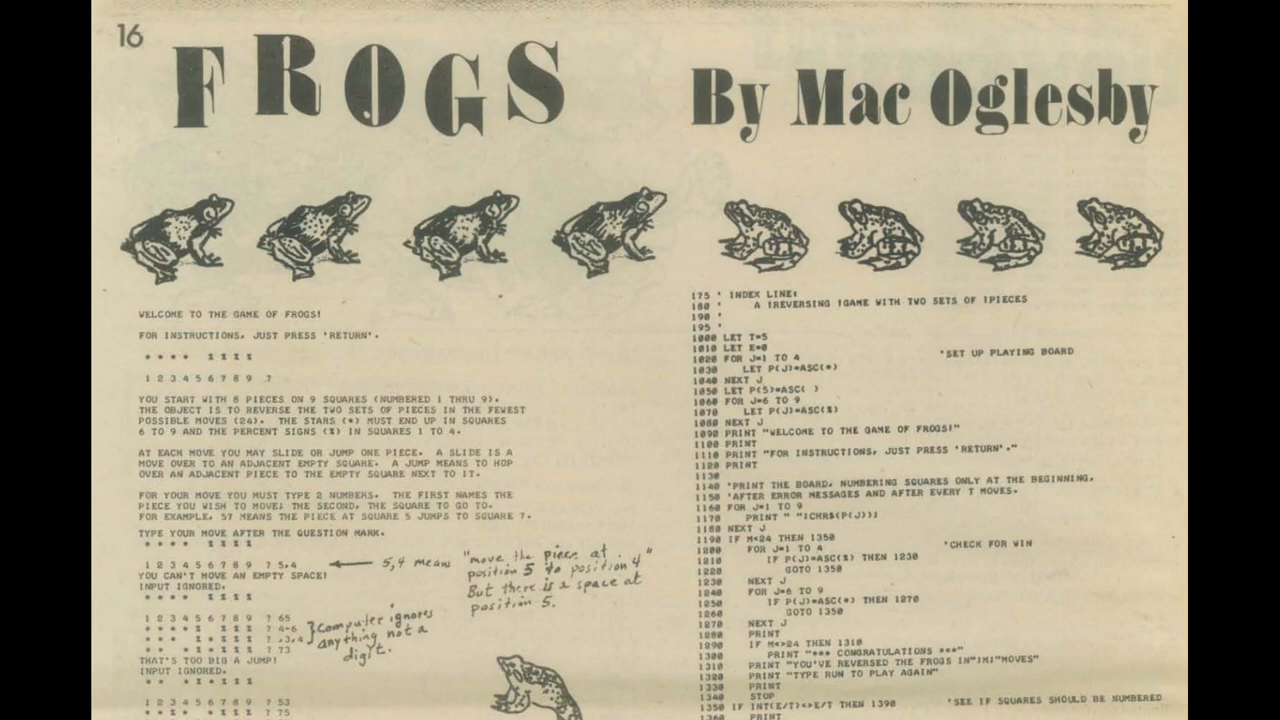 16
FROGS
By Mac Oglesby
WELCOME TO THE GAME OF FROGS!
FOR INSTRUCTIONS, JUST PRESS 'RETURN'.
* * * *   % % % %
1 2 3 4 5 6 7 8 9  ?
YOU START WITH 8 PIECES ON 9 SQUARES (NUMBERED 1 THRU 9).
THE OBJECT IS TO REVERSE THE TWO SETS OF PIECES IN THE FEWEST
POSSIBLE MOVES (24).  THE STARS (*) MUST END UP IN SQUARES
6 TO 9 AND THE PERCENT SIGNS (%) IN SQUARES 1 TO 4.
AT EACH MOVE YOU MAY SLIDE OR JUMP ONE PIECE.  A SLIDE IS A
MOVE OVER TO AN ADJACENT EMPTY SQUARE.  A JUMP MEANS TO HOP
OVER AN ADJACENT PIECE TO THE EMPTY SQUARE NEXT TO IT.
FOR YOUR MOVE YOU MUST TYPE 2 NUMBERS.  THE FIRST NAMES THE
PIECE YOU WISH TO MOVE; THE SECOND, THE SQUARE TO GO TO.
FOR EXAMPLE, 57 MEANS THE PIECE AT SQUARE 5 JUMPS TO SQUARE 7.
TYPE YOUR MOVE AFTER THE QUESTION MARK.
* * * *   % % % %
1 2 3 4 5 6 7 8 9  ? 5,4
5,4 means "move the piece at
position 5 to position 4"
But there is a space at
position 5.
YOU CAN'T MOVE AN EMPTY SPACE!
INPUT IGNORED.
* * * *   % % % %
1 2 3 4 5 6 7 8 9  ? 65
* * * * %   % % %  ? 4-6
* * *   % * % % %  ? ,3,4
* *   * % * % % %  ? 73
Computer ignores
anything not a
digit.
THAT'S TOO BIG A JUMP!
INPUT IGNORED.
* *   * % * % % %
1 2 3 4 5 6 7 8 9  ? 53
* * % *   * % % %  ? 75
175 ' INDEX LINE:
180 '     A !REVERSING !GAME WITH TWO SETS OF !PIECES
190 '
195 '
1000 LET T=5
1010 LET E=0
1020 FOR J=1 TO 4                    'SET UP PLAYING BOARD
1030    LET P(J)=ASC(*)
1040 NEXT J
1050 LET P(5)=ASC( )
1060 FOR J=6 TO 9
1070    LET P(J)=ASC(%)
1080 NEXT J
1090 PRINT "WELCOME TO THE GAME OF FROGS!"
1100 PRINT
1110 PRINT "FOR INSTRUCTIONS, JUST PRESS 'RETURN'."
1120 PRINT
1130
1140 'PRINT THE BOARD, NUMBERING SQUARES ONLY AT THE BEGINNING,
1150 'AFTER ERROR MESSAGES AND AFTER EVERY T MOVES.
1160 FOR J=1 TO 9
1170    PRINT " ";CHR$(P(J));
1180 NEXT J
1190 IF M<24 THEN 1350
1200    FOR J=1 TO 4                 'CHECK FOR WIN
1210       IF P(J)=ASC(%) THEN 1230
1220          GOTO 1350
1230    NEXT J
1240    FOR J=6 TO 9
1250       IF P(J)=ASC(*) THEN 1270
1260          GOTO 1350
1270    NEXT J
1280    PRINT
1290    IF M<>24 THEN 1310
1300       PRINT "*** CONGRATULATIONS ***"
1310    PRINT "YOU'VE REVERSED THE FROGS IN";M;"MOVES"
1320    PRINT "TYPE RUN TO PLAY AGAIN"
1330    PRINT
1340    STOP
1350 IF INT(E/T)<>E/T THEN 1390      'SEE IF SQUARES SHOULD BE NUMBERED
1360    PRINT